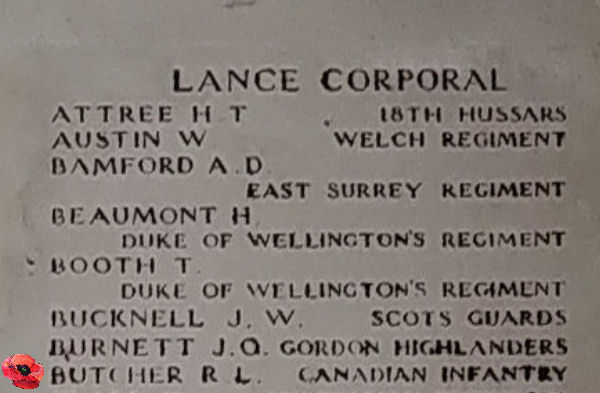 LANCE CORPORAL
ATTREE H T 18TH HUSSARS
AUSTIN W WELCH REGIMENT
BAMFORD A.D.
EAST SURREY REGIMENT
BEAUMONT H.
DUKE OF WELLINGTON'S REGIMENT
BOOTH T.
DUKE OF WELLINGTON'S REGIMENT
BUCKNELL J. W. SCOTS GUARDS
BURNETT J.O. GORDON HIGHLANDERS
BUTCHER R L. CANADIAN INFANTRY